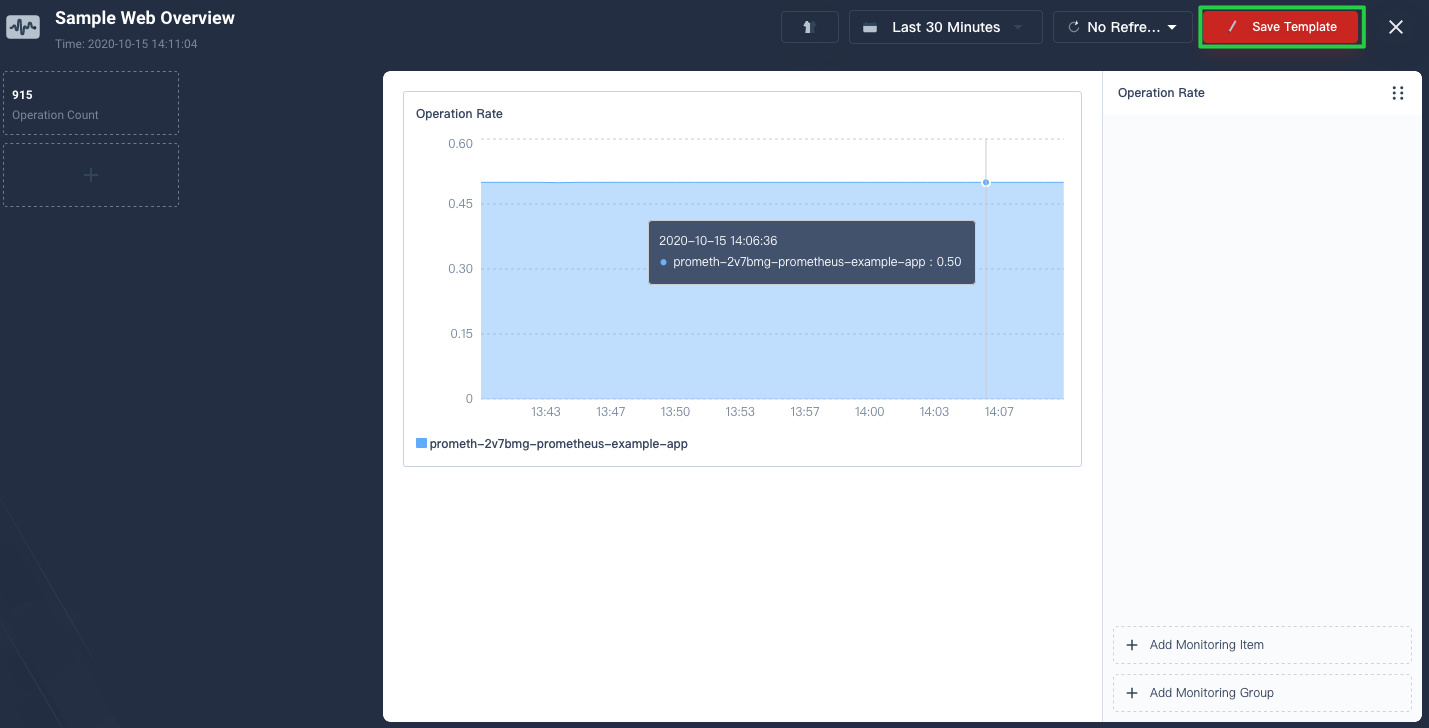 Sample Web Overview
Time: 2020-10-15 14:11:04
Last 30 Minutes
No Refre...
Save Template
915
Operation Count
Operation Rate
0.60
0.45
0.30
0.15
0
2020-10-15 14:06:36
prometh-2v7bmg-prometheus-example-app : 0.50
13:43 13:47 13:50 13:53 13:57 14:00 14:03 14:07
prometh-2v7bmg-prometheus-example-app
Operation Rate
Add Monitoring Item
Add Monitoring Group